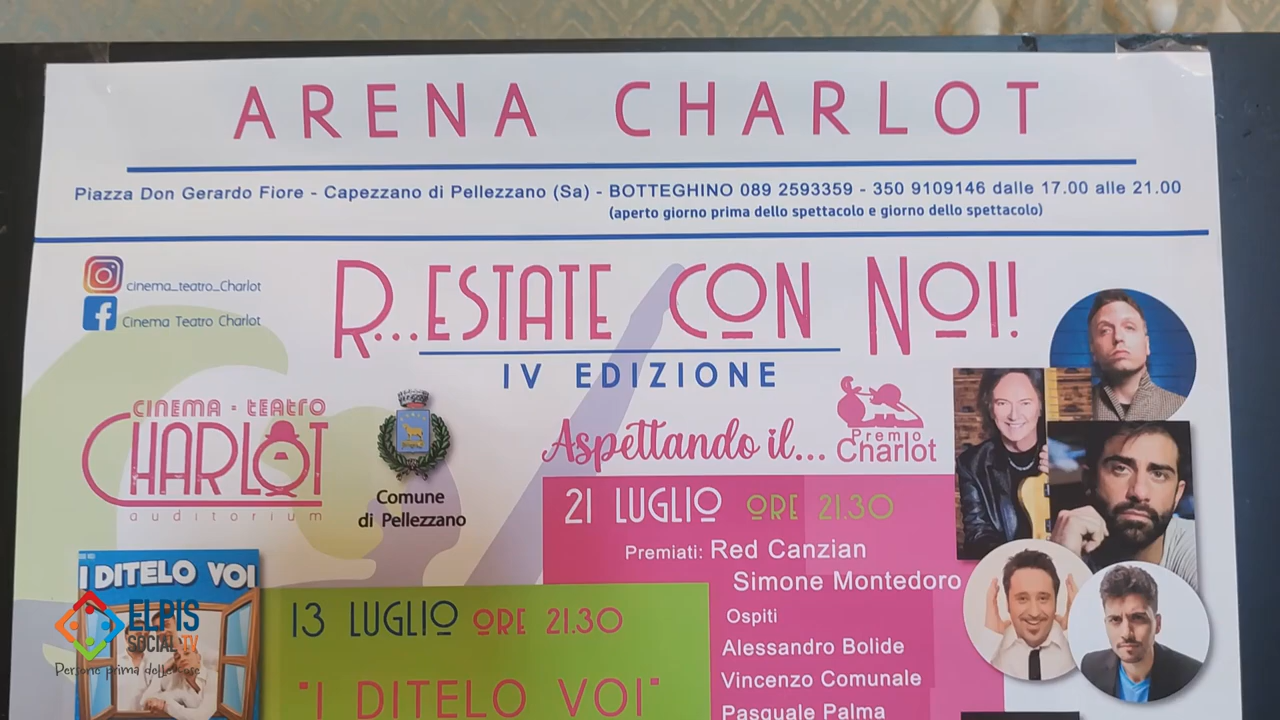 ARENA CHARLOT
Piazza Don Gerardo Fiore - Capezzano di Pellezzano (Sa) - BOTTEGHINO 089 2593359 - 350 9109146 dalle 17.00 alle 21.00
(aperto giorno prima dello spettacolo e giorno dello spettacolo)
cinema_teatro_Charlot
Cinema Teatro Charlot
R...ESTATE CON NOI!
IV EDIZIONE
CINEMA - TEATRO
CHARLOT
auditorium
Comune
di Pellezzano
Aspettando il...
Premio
Charlot
21 LUGLIO ORE 21.30
Premiati: Red Canzian
Simone Montedoro
Ospiti
Alessandro Bolide
Vincenzo Comunale
Pasquale Palma
I DITELO VOI
13 LUGLIO ORE 21.30
"I DITELO VOI"
ELPIS
SOCIAL TV
Persone prima delle cose